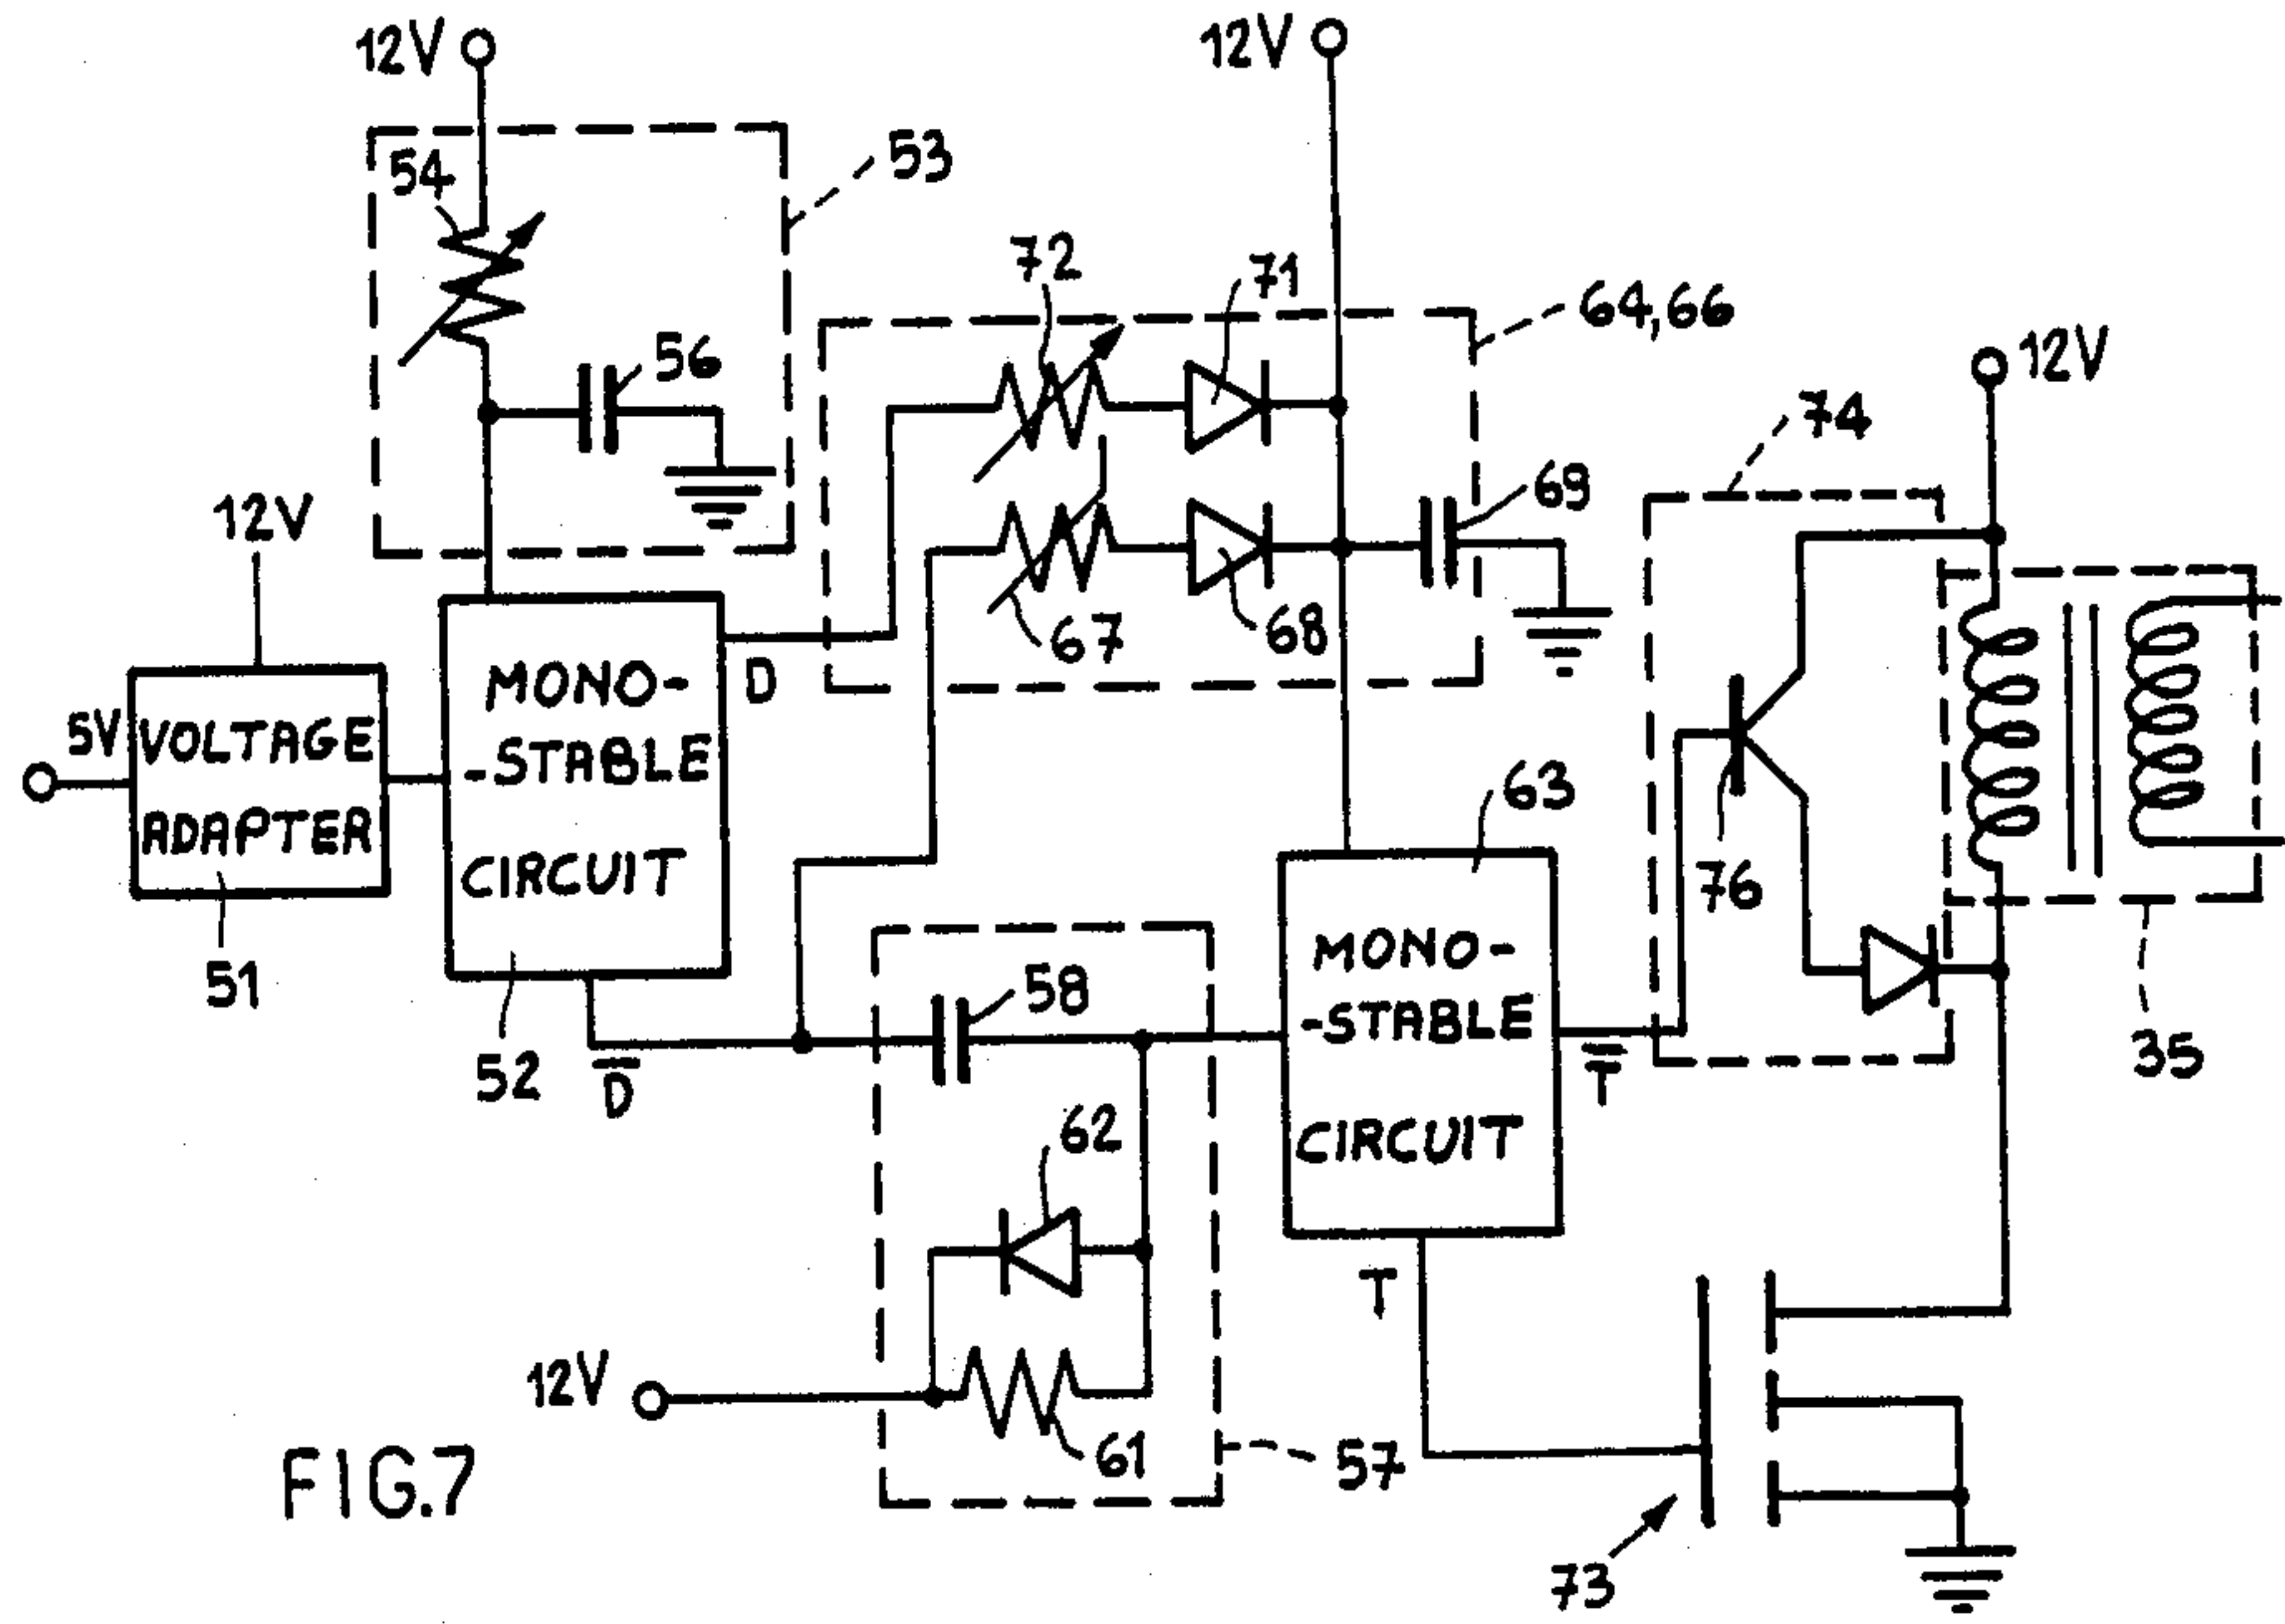 12V
12V
54
53
72
71
64,66
56
12V
74
69
12V
67
68
5V
VOLTAGE
ADAPTER
51
MONO-
-STABLE
CIRCUIT
D
52
D̅
63
76
58
MONO-
-STABLE
CIRCUIT
T̅
35
62
T
12V
61
57
73
FIG.7